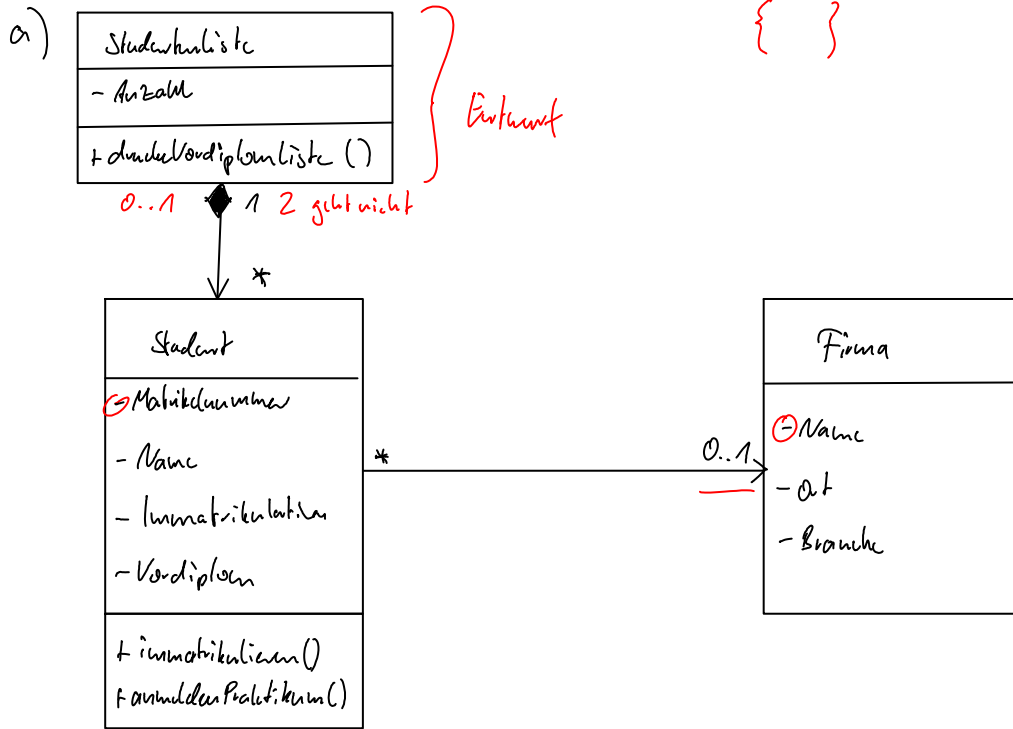 a)
Studentenliste
- Anzahl
+ druckeVordiplomliste ()
Entwurf
{ }
0..1 1 2 geht nicht
*
Student
- Matrikelnummer
- Name
- Immatrikulation
- Vordiplom
+ immatrikulieren()
+ anmeldenPraktikum()
* 0..1
Firma
- Name
- Ort
- Branche